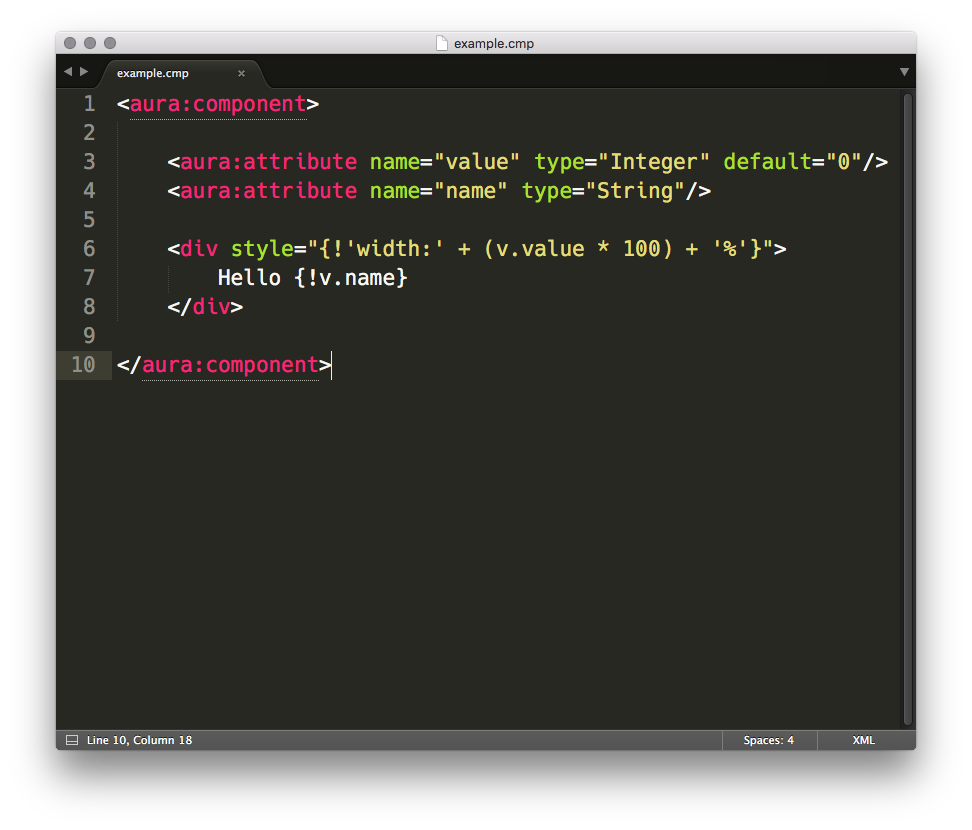 example.cmp
example.cmp ×
1 <aura:component>
2
3     <aura:attribute name="value" type="Integer" default="0"/>
4     <aura:attribute name="name" type="String"/>
5
6     <div style="{!'width:' + (v.value * 100) + '%'}">
7         Hello {!v.name}
8     </div>
9
10 </aura:component>
Line 10, Column 18 Spaces: 4 XML